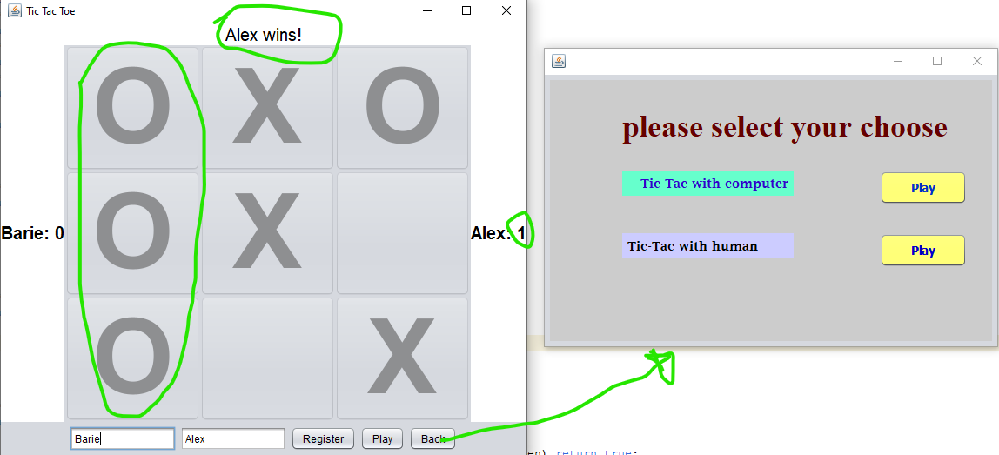 Tic Tac Toe
Alex wins!
O X O
Barie: 0
O X
Alex: 1
O X
Barie
Alex
Register
Play
Back
please select your choose
Tic-Tac with computer
Play
Tic-Tac with human
Play
en) return true;